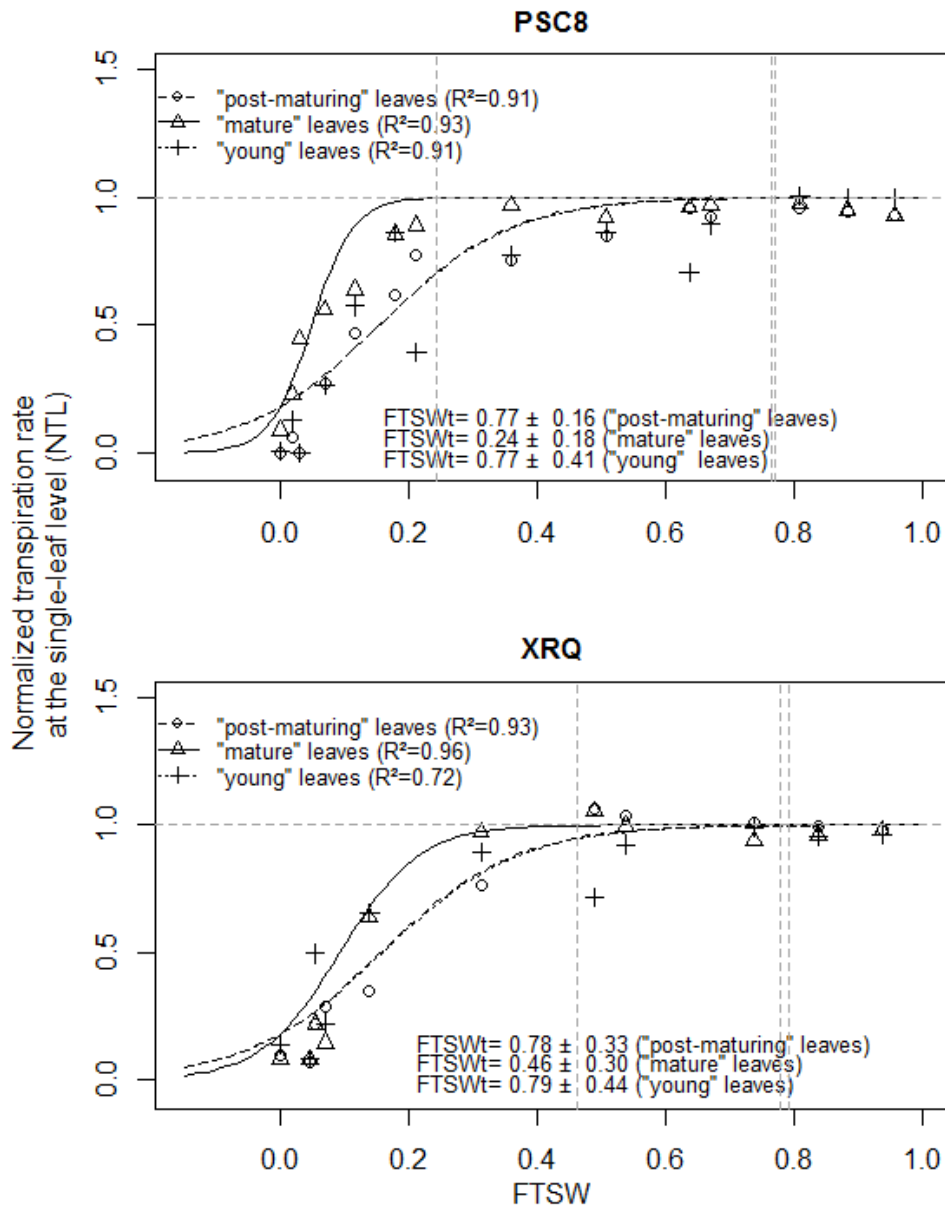 PSC8
1.5
1.0
0.5
0.0
"post-maturing" leaves (R²=0.91)
"mature" leaves (R²=0.93)
"young" leaves (R²=0.91)
FTSWt= 0.77 ± 0.16 ("post-maturing" leaves)
FTSWt= 0.24 ± 0.18 ("mature" leaves)
FTSWt= 0.77 ± 0.41 ("young" leaves)
0.0 0.2 0.4 0.6 0.8 1.0
Normalized transpiration rate
at the single-leaf level (NTL)
XRQ
1.5
1.0
0.5
0.0
"post-maturing" leaves (R²=0.93)
"mature" leaves (R²=0.96)
"young" leaves (R²=0.72)
FTSWt= 0.78 ± 0.33 ("post-maturing" leaves)
FTSWt= 0.46 ± 0.30 ("mature" leaves)
FTSWt= 0.79 ± 0.44 ("young" leaves)
0.0 0.2 0.4 0.6 0.8 1.0
FTSW